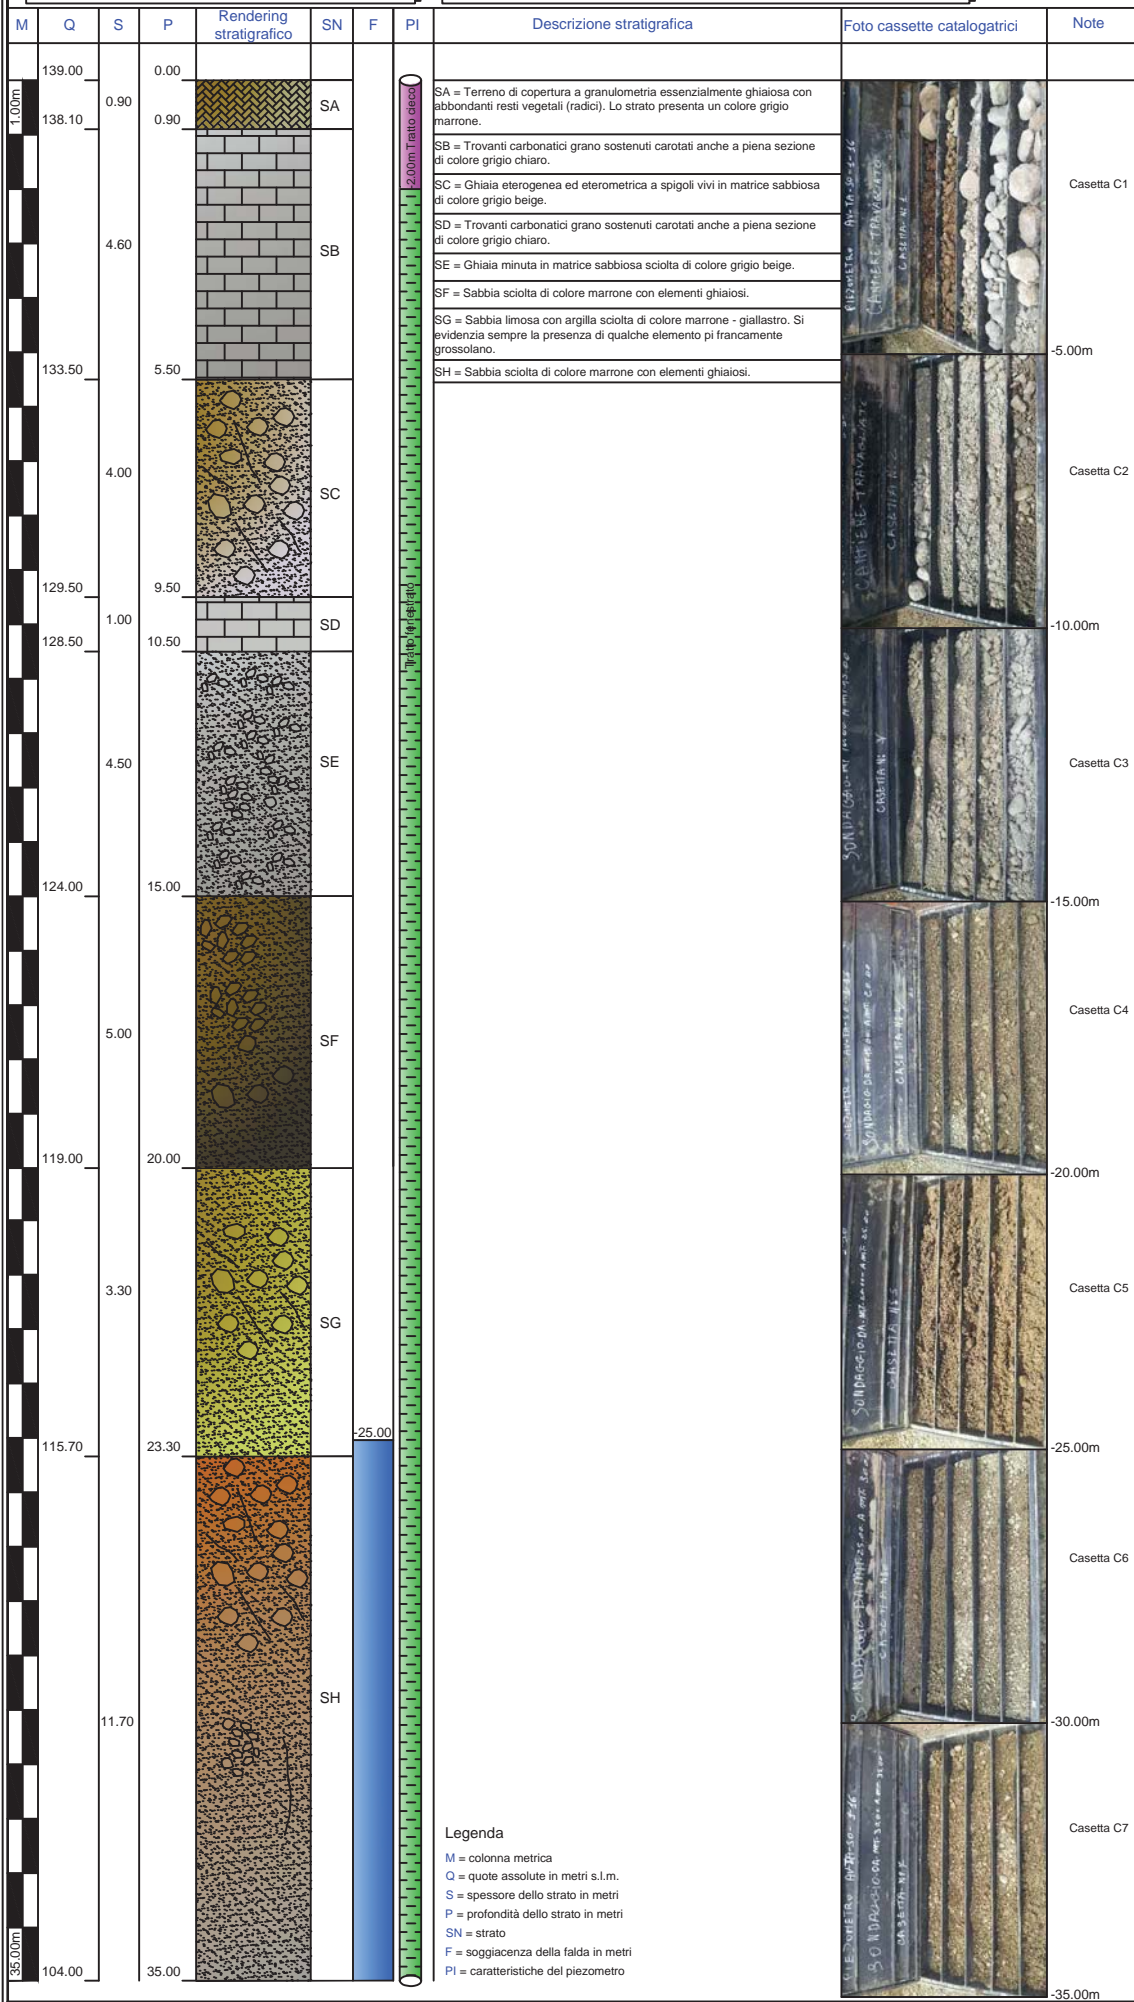 M Q S P Rendering stratigrafico SN F PI Descrizione stratigrafica Foto cassette catalogatrici Note
139.00 0.00
1.00m
0.90
SA
138.10 0.90
-2.00m Tratto cieco
SA = Terreno di copertura a granulometria essenzialmente ghiaiosa con
abbondanti resti vegetali (radici). Lo strato presenta un colore grigio
marrone.
SB = Trovanti carbonatici grano sostenuti carotati anche a piena sezione
di colore grigio chiaro.
SC = Ghiaia eterogenea ed eterometrica a spigoli vivi in matrice sabbiosa
di colore grigio beige.
SD = Trovanti carbonatici grano sostenuti carotati anche a piena sezione
di colore grigio chiaro.
SE = Ghiaia minuta in matrice sabbiosa sciolta di colore grigio beige.
SF = Sabbia sciolta di colore marrone con elementi ghiaiosi.
SG = Sabbia limosa con argilla sciolta di colore marrone - giallastro. Si
evidenzia sempre la presenza di qualche elemento pi francamente
grossolano.
SH = Sabbia sciolta di colore marrone con elementi ghiaiosi.
4.60
SB
133.50 5.50
4.00
SC
129.50 9.50
Tratto fenestrato
1.00
SD
128.50 10.50
4.50
SE
124.00 15.00
5.00
SF
119.00 20.00
3.30
SG
-25.00
115.70 23.30
SH
11.70
35.00m
104.00 35.00
Casetta C1
-5.00m
Casetta C2
-10.00m
Casetta C3
-15.00m
Casetta C4
-20.00m
Casetta C5
-25.00m
Casetta C6
-30.00m
Casetta C7
-35.00m
PIEZOMETRO
CANTIERE TRAVAGLIATO
CANTIERE TRAVAGLIATO
SONDAGGIO
Legenda
M = colonna metrica
Q = quote assolute in metri s.l.m.
S = spessore dello strato in metri
P = profondità dello strato in metri
SN = strato
F = soggiacenza della falda in metri
PI = caratteristiche del piezometro